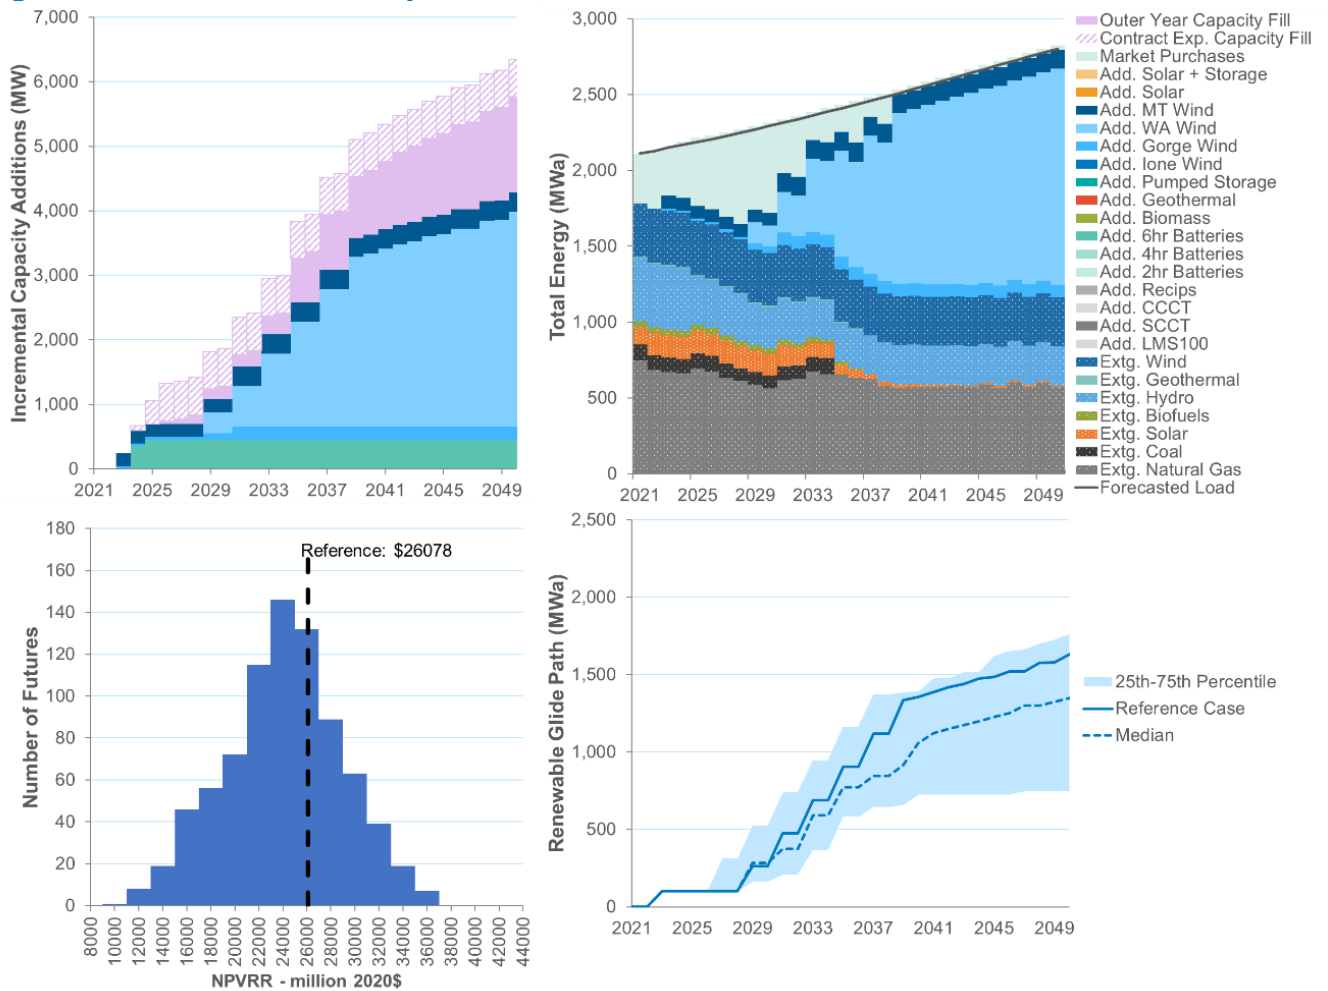 7,000
6,000
5,000
4,000
3,000
2,000
1,000
0
Incremental Capacity Additions (MW)
2021 2025 2029 2033 2037 2041 2045 2049
3,000
2,500
2,000
1,500
1,000
500
0
Total Energy (MWa)
2021 2025 2029 2033 2037 2041 2045 2049
Outer Year Capacity Fill
Contract Exp. Capacity Fill
Market Purchases
Add. Solar + Storage
Add. Solar
Add. MT Wind
Add. WA Wind
Add. Gorge Wind
Add. Ione Wind
Add. Pumped Storage
Add. Geothermal
Add. Biomass
Add. 6hr Batteries
Add. 4hr Batteries
Add. 2hr Batteries
Add. Recips
Add. CCCT
Add. SCCT
Add. LMS100
Extg. Wind
Extg. Geothermal
Extg. Hydro
Extg. Biofuels
Extg. Solar
Extg. Coal
Extg. Natural Gas
Forecasted Load
180
160
140
120
100
80
60
40
20
0
Number of Futures
Reference: $26078
8000 10000 12000 14000 16000 18000 20000 22000 24000 26000 28000 30000 32000 34000 36000 38000 40000 42000 44000
NPVRR - million 2020$
2,500
2,000
1,500
1,000
500
0
Renewable Glide Path (MWa)
2021 2025 2029 2033 2037 2041 2045 2049
25th-75th Percentile
Reference Case
Median